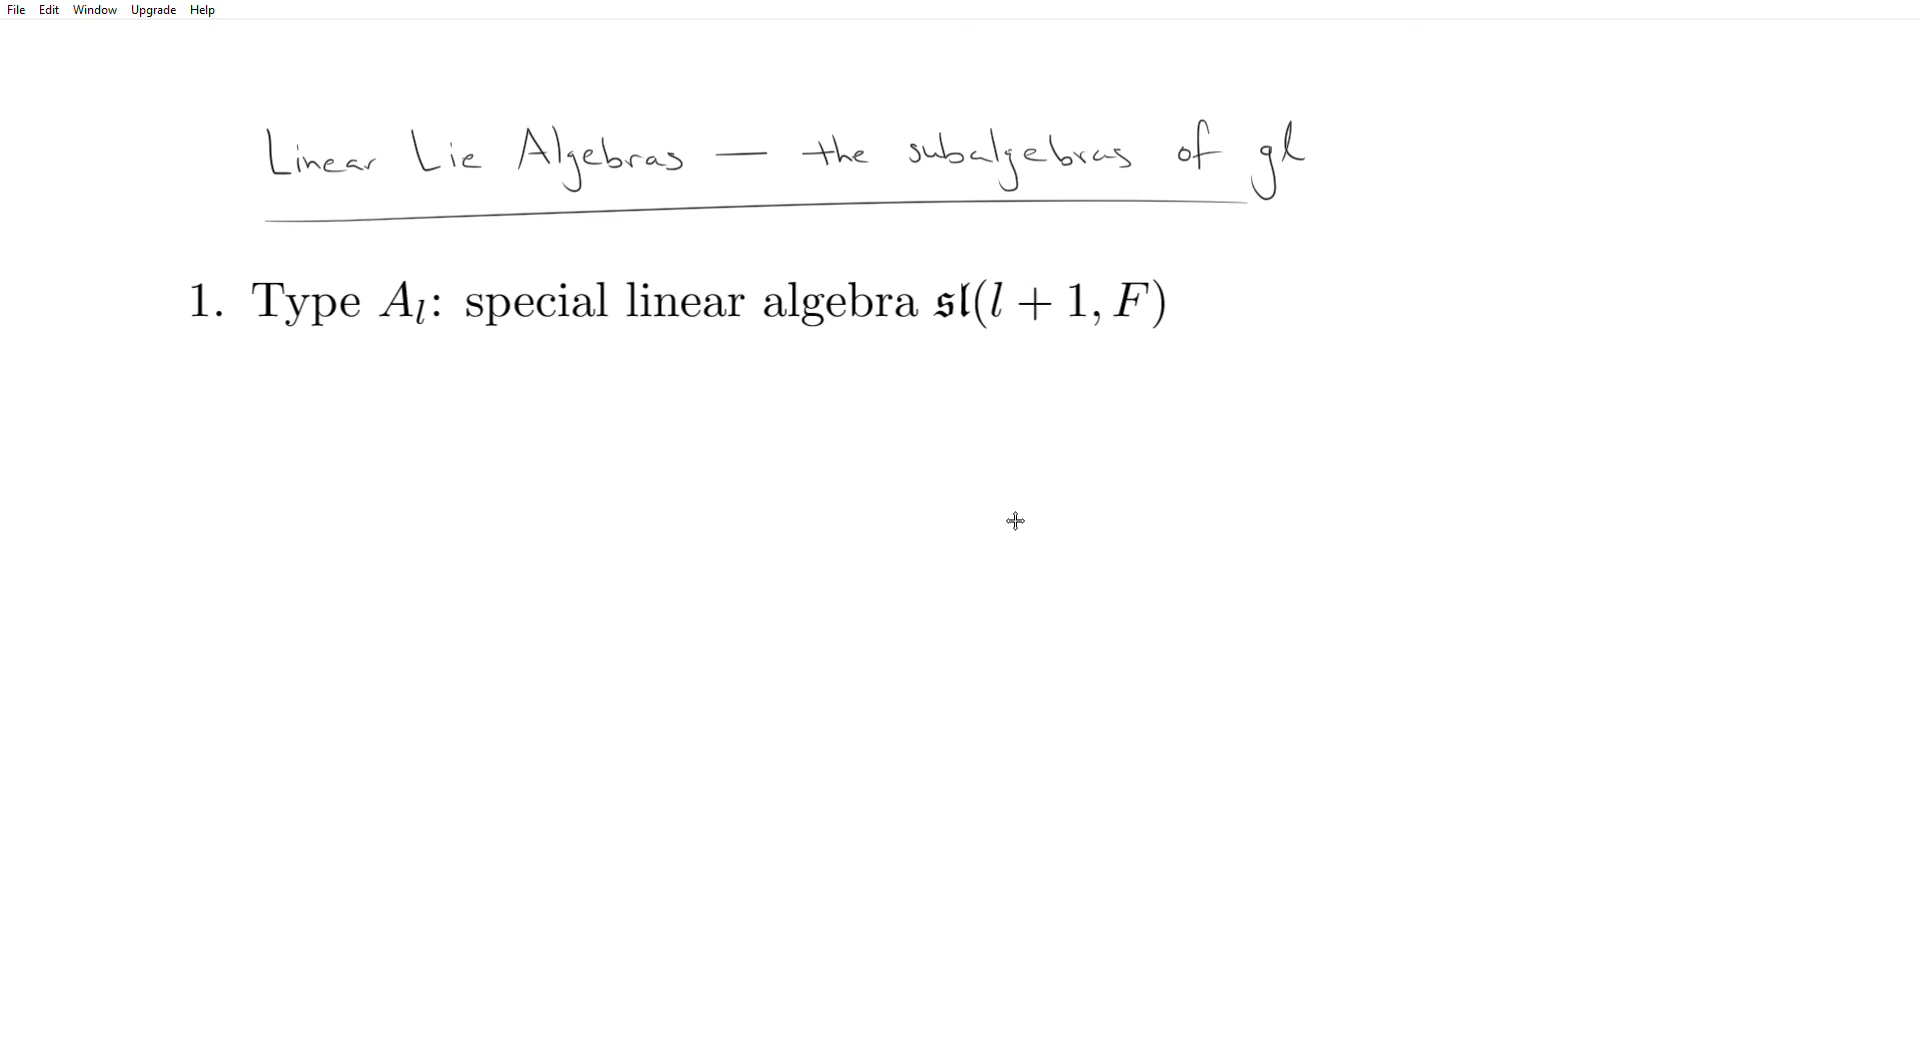 File Edit Window Upgrade Help
Linear Lie Algebras — the subalgebras of gl
1. Type $A_l$: special linear algebra $\mathfrak{sl}(l + 1, F)$